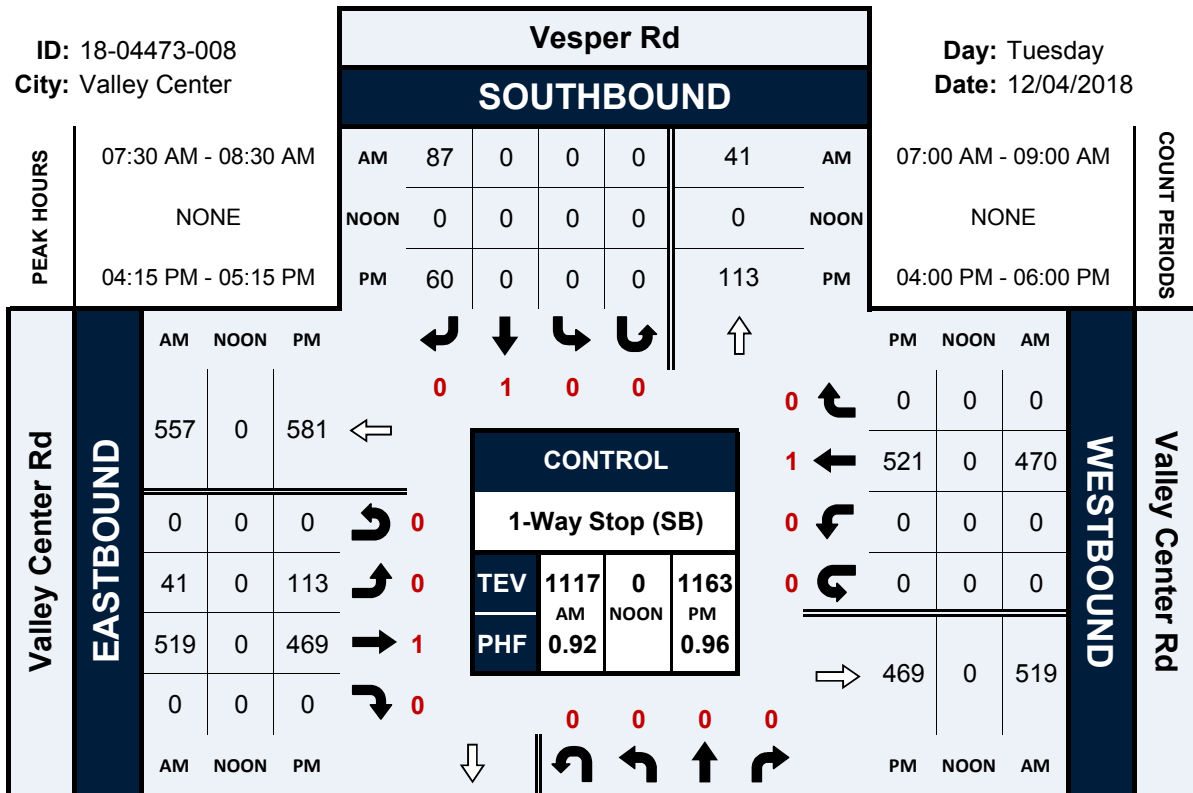 ID: 18-04473-008
City: Valley Center
Vesper Rd
SOUTHBOUND
Day: Tuesday
Date: 12/04/2018
PEAK HOURS
07:30 AM - 08:30 AM
NONE
04:15 PM - 05:15 PM
AM 87 0 0 0 41 AM
NOON 0 0 0 0 0 NOON
PM 60 0 0 0 113 PM
07:00 AM - 09:00 AM
NONE
04:00 PM - 06:00 PM
COUNT PERIODS
0 1 0 0
Valley Center Rd
EASTBOUND
AM NOON PM
557 0 581
0 0 0 0
41 0 113 0
519 0 469 1
0 0 0 0
AM NOON PM
CONTROL
1-Way Stop (SB)
TEV 1117 0 1163
AM NOON PM
PHF 0.92 0.96
PM NOON AM
0 0 0 0
1 521 0 470
0 0 0 0
0 0 0 0
469 0 519
PM NOON AM
WESTBOUND
Valley Center Rd
0 0 0 0